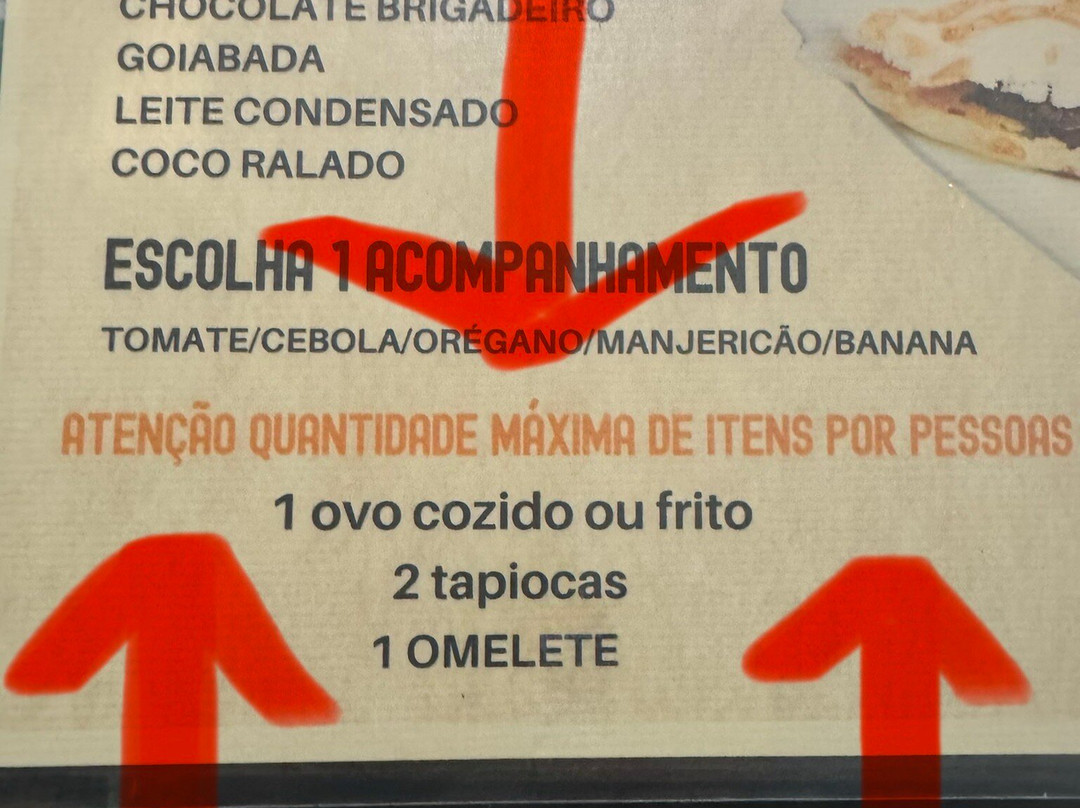 CHOCOLATE BRIGADEIRO
GOIABADA
LEITE CONDENSADO
COCO RALADO
ESCOLHA 1 ACOMPANHAMENTO
TOMATE/CEBOLA/ORÉGANO/MANJERICÃO/BANANA
ATENÇÃO QUANTIDADE MÁXIMA DE ITENS POR PESSOAS
1 ovo cozido ou frito
2 tapiocas
1 OMELETE